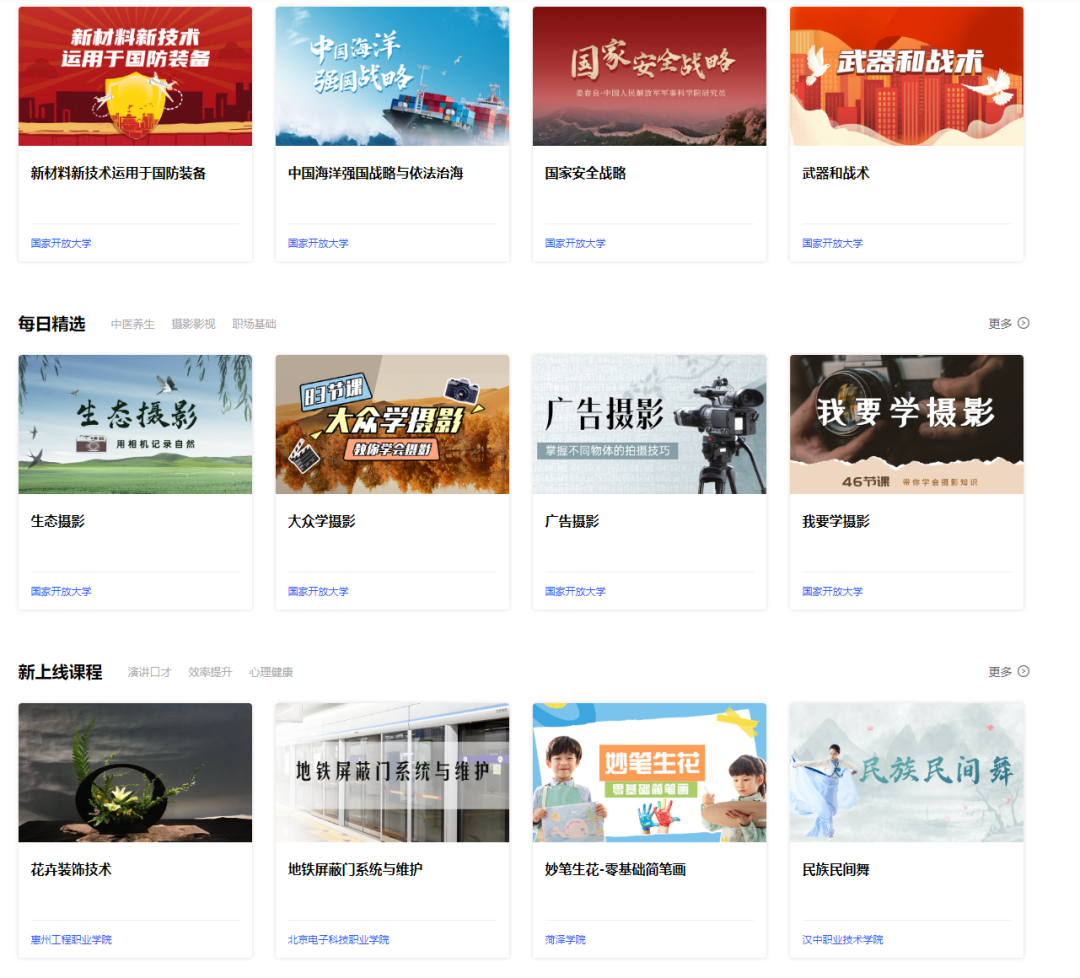 新材料新技术
运用于国防装备
中国海洋
强国战略
国家安全战略
姜春良-中国人民解放军军事科学院研究员
武器和战术
新材料新技术运用于国防装备
中国海洋强国战略与依法治海
国家安全战略
武器和战术
国家开放大学
国家开放大学
国家开放大学
国家开放大学
每日精选 中医养生 摄影影视 职场基础 更多
生态摄影
用相机记录自然
83节课
大众学摄影
教你学会摄影
广告摄影
掌握不同物体的拍摄技巧
我要学摄影
46节课 带你学会摄影知识
生态摄影
大众学摄影
广告摄影
我要学摄影
国家开放大学
国家开放大学
国家开放大学
国家开放大学
新上线课程 演讲口才 效率提升 心理健康 更多
地铁屏蔽门系统与维护
妙笔生花
零基础简笔画
民族民间舞
花卉装饰技术
地铁屏蔽门系统与维护
妙笔生花-零基础简笔画
民族民间舞
惠州工程职业学院
北京电子科技职业学院
菏泽学院
汉中职业技术学院